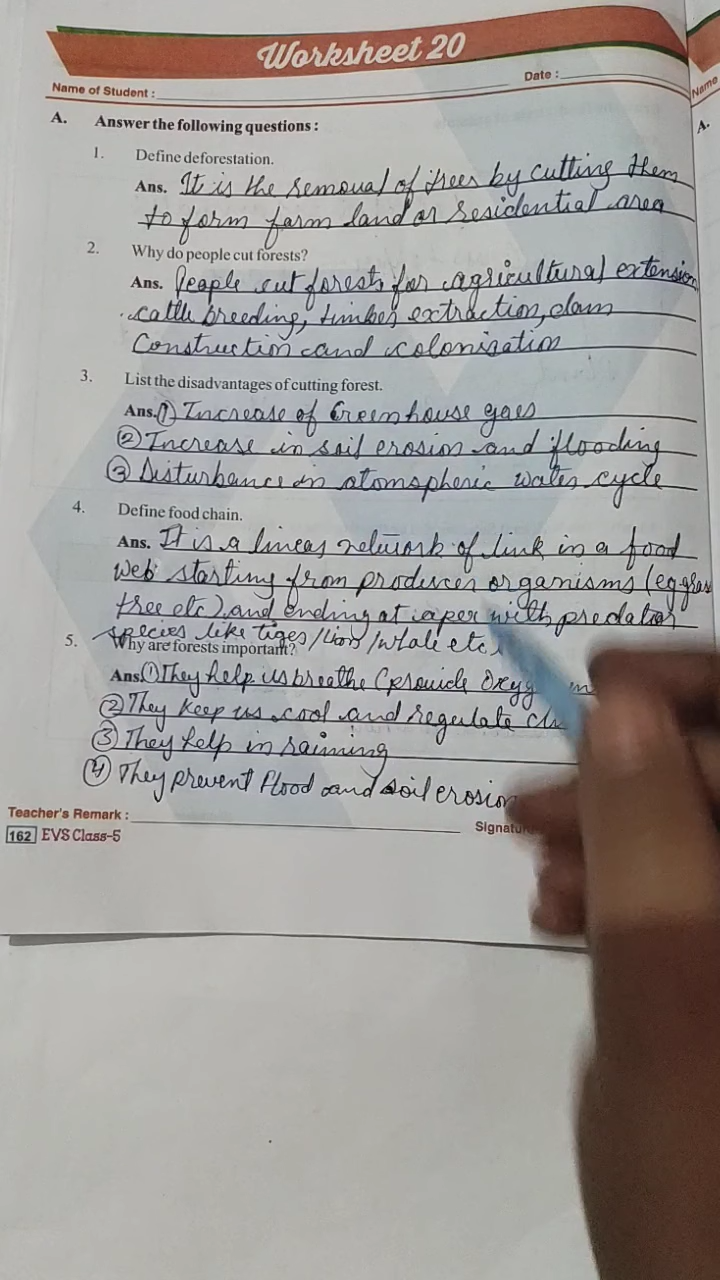 Worksheet 20
Name of Student : Date :
Name
A. Answer the following questions :
A.
1. Define deforestation.
Ans. It is the removal of trees by cutting them
to form farm land or residential area
2. Why do people cut forests?
Ans. People cut forests for agricultural extension
cattle breeding, timber extraction, dam
Construction and colonization
3. List the disadvantages of cutting forest.
Ans. ① Increase of Greenhouse gaes
② Increase in soil erosion and flooding
③ Disturbance in atomspheric water cycle
4. Define food chain.
Ans. It is a linear network of link in a food
web starting from producer organisms (eg grass
tree etc) and ending at apex with predator
species like tiger/lion/whale etc.
5. Why are forests important?
Ans. ① They help us breathe (provide
② They keep us cool and regulate
③ They help in raining
④ They prevent flood and soil erosion
Teacher's Remark :
162 EVS Class-5